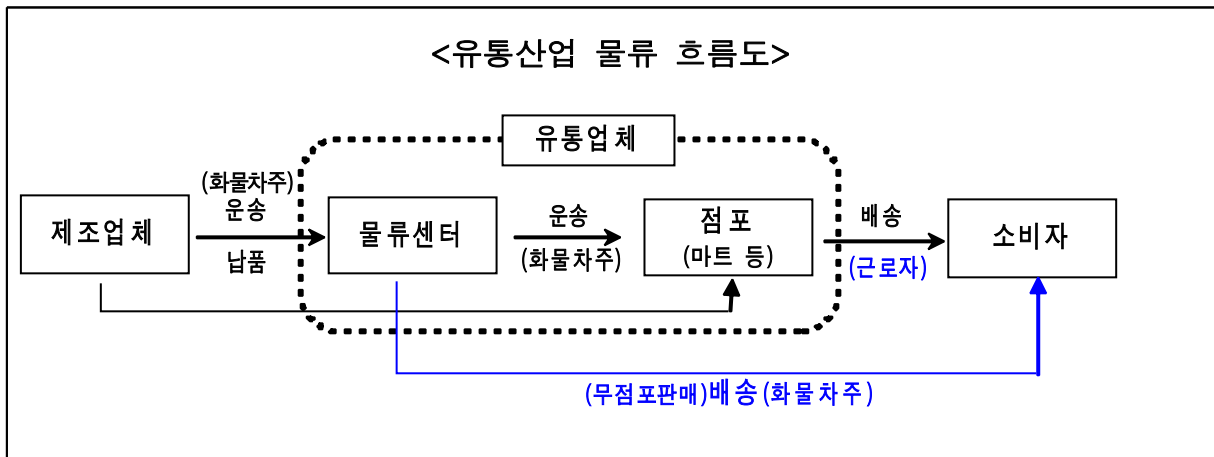 <유통산업 물류 흐름도>
유통업체
제조업체
(화물차주)
운송
납품
물류센터
운송
(화물차주)
점포
(마트 등)
배송
(근로자)
소비자
(무점포판매)배송(화물차주)